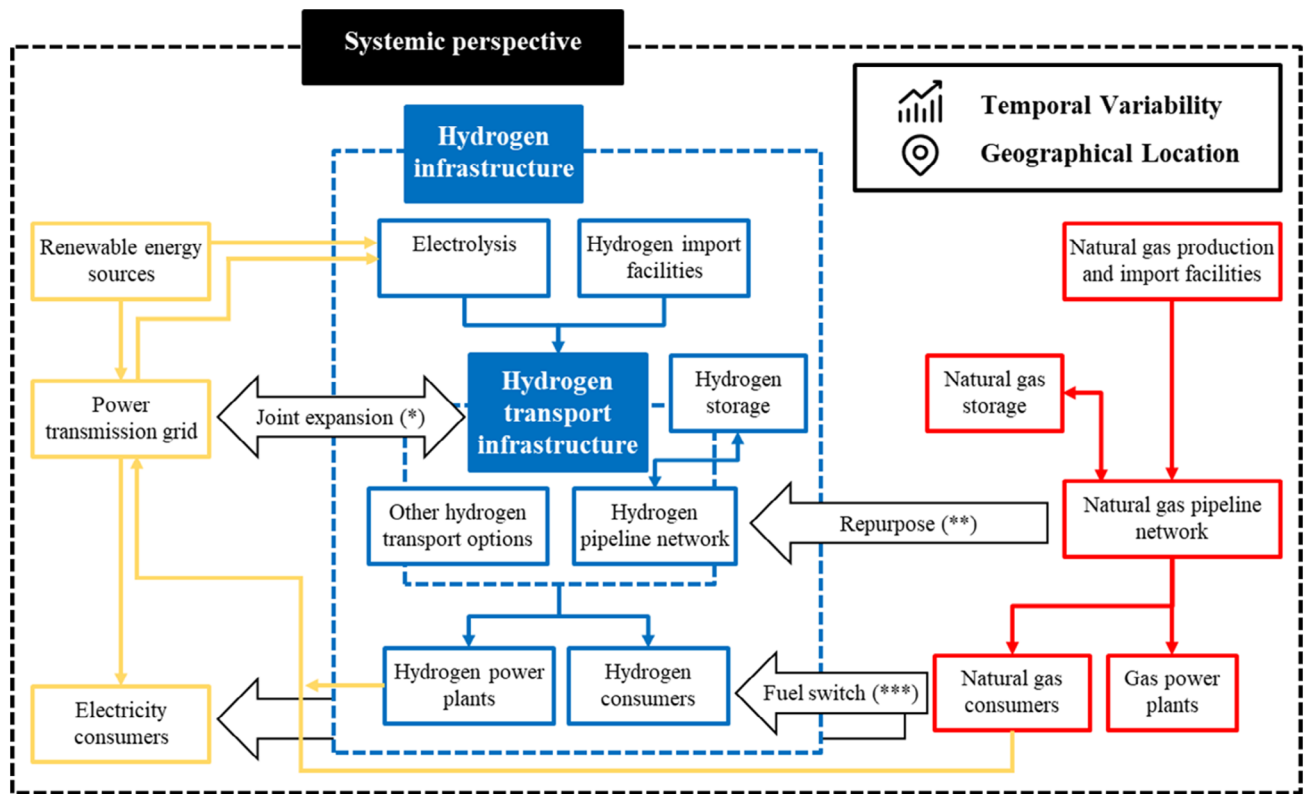 Systemic perspective
Temporal Variability
Geographical Location
Hydrogen
infrastructure
Renewable energy
sources
Electrolysis
Hydrogen import
facilities
Natural gas production
and import facilities
Power
transmission grid
Joint expansion (*)
Hydrogen
transport
infrastructure
Hydrogen
storage
Natural gas
storage
Other hydrogen
transport options
Hydrogen
pipeline network
Repurpose (**)
Natural gas pipeline
network
Electricity
consumers
Hydrogen power
plants
Hydrogen
consumers
Fuel switch (***)
Natural gas
consumers
Gas power
plants